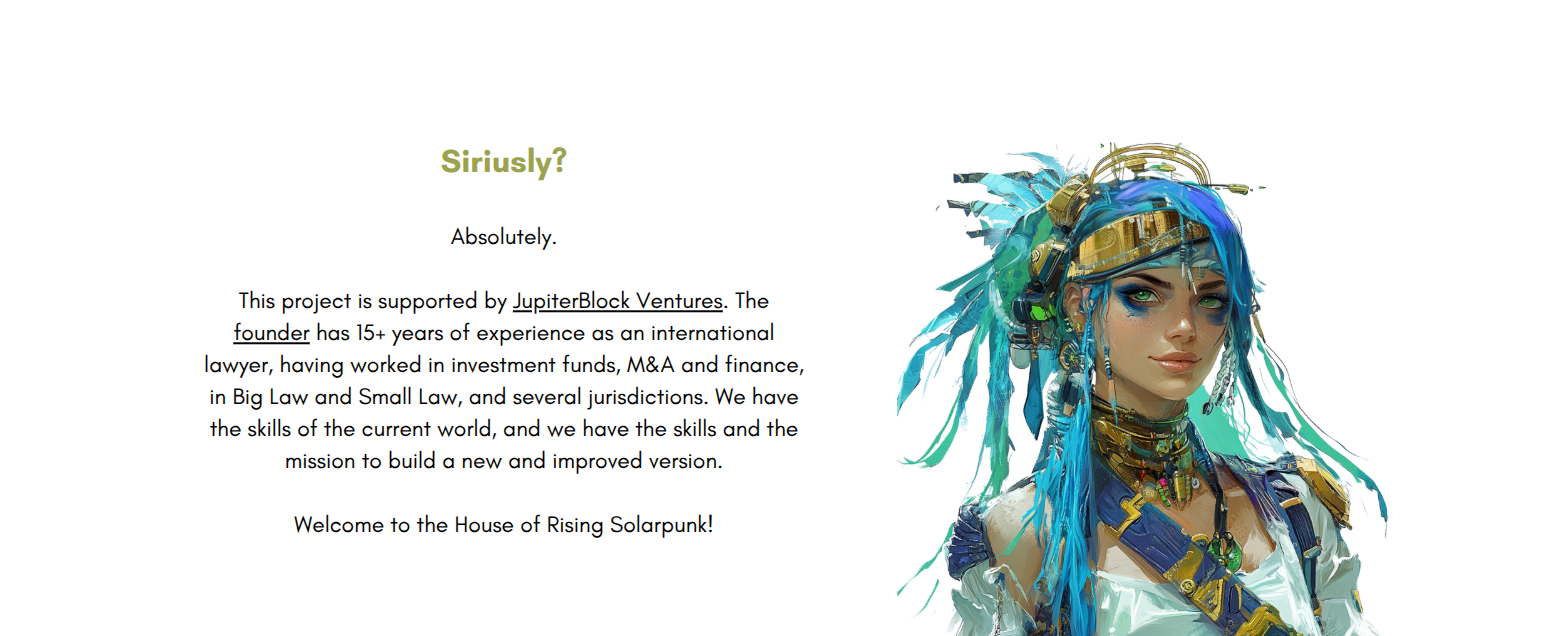 Siriusly?
Absolutely.
This project is supported by JupiterBlock Ventures. The
founder has 15+ years of experience as an international
lawyer, having worked in investment funds, M&A and finance,
in Big Law and Small Law, and several jurisdictions. We have
the skills of the current world, and we have the skills and the
mission to build a new and improved version.
Welcome to the House of Rising Solarpunk!